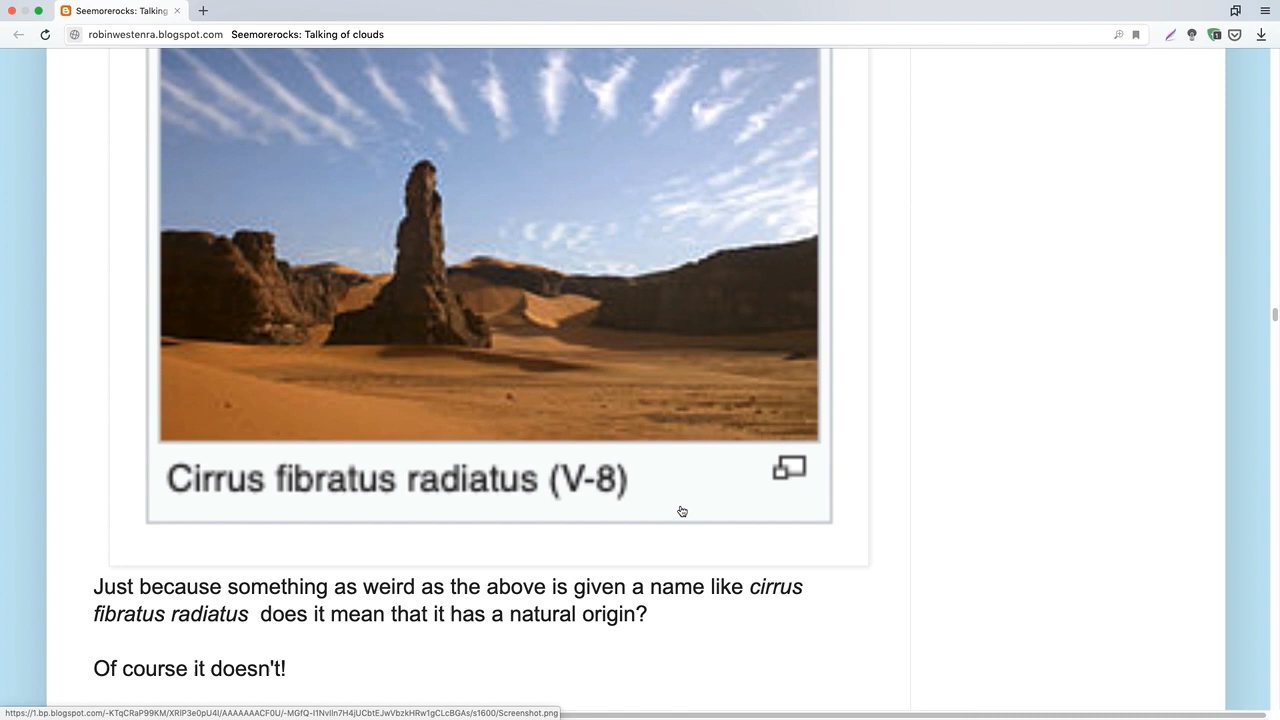 Seemorerocks: Talking
robinwestenra.blogspot.com Seemorerocks: Talking of clouds
Cirrus fibratus radiatus (V-8)
Just because something as weird as the above is given a name like cirrus
fibratus radiatus does it mean that it has a natural origin?
Of course it doesn't!